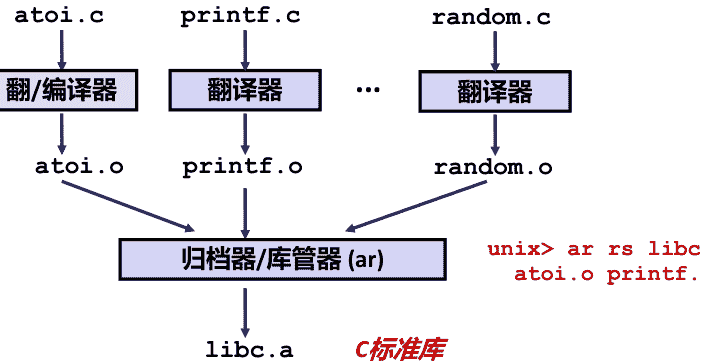 atoi.c printf.c random.c
翻/编译器 翻译器 ... 翻译器
atoi.o printf.o random.o
归档器/库管器 (ar)
unix> ar rs libc
atoi.o printf.
libc.a C标准库